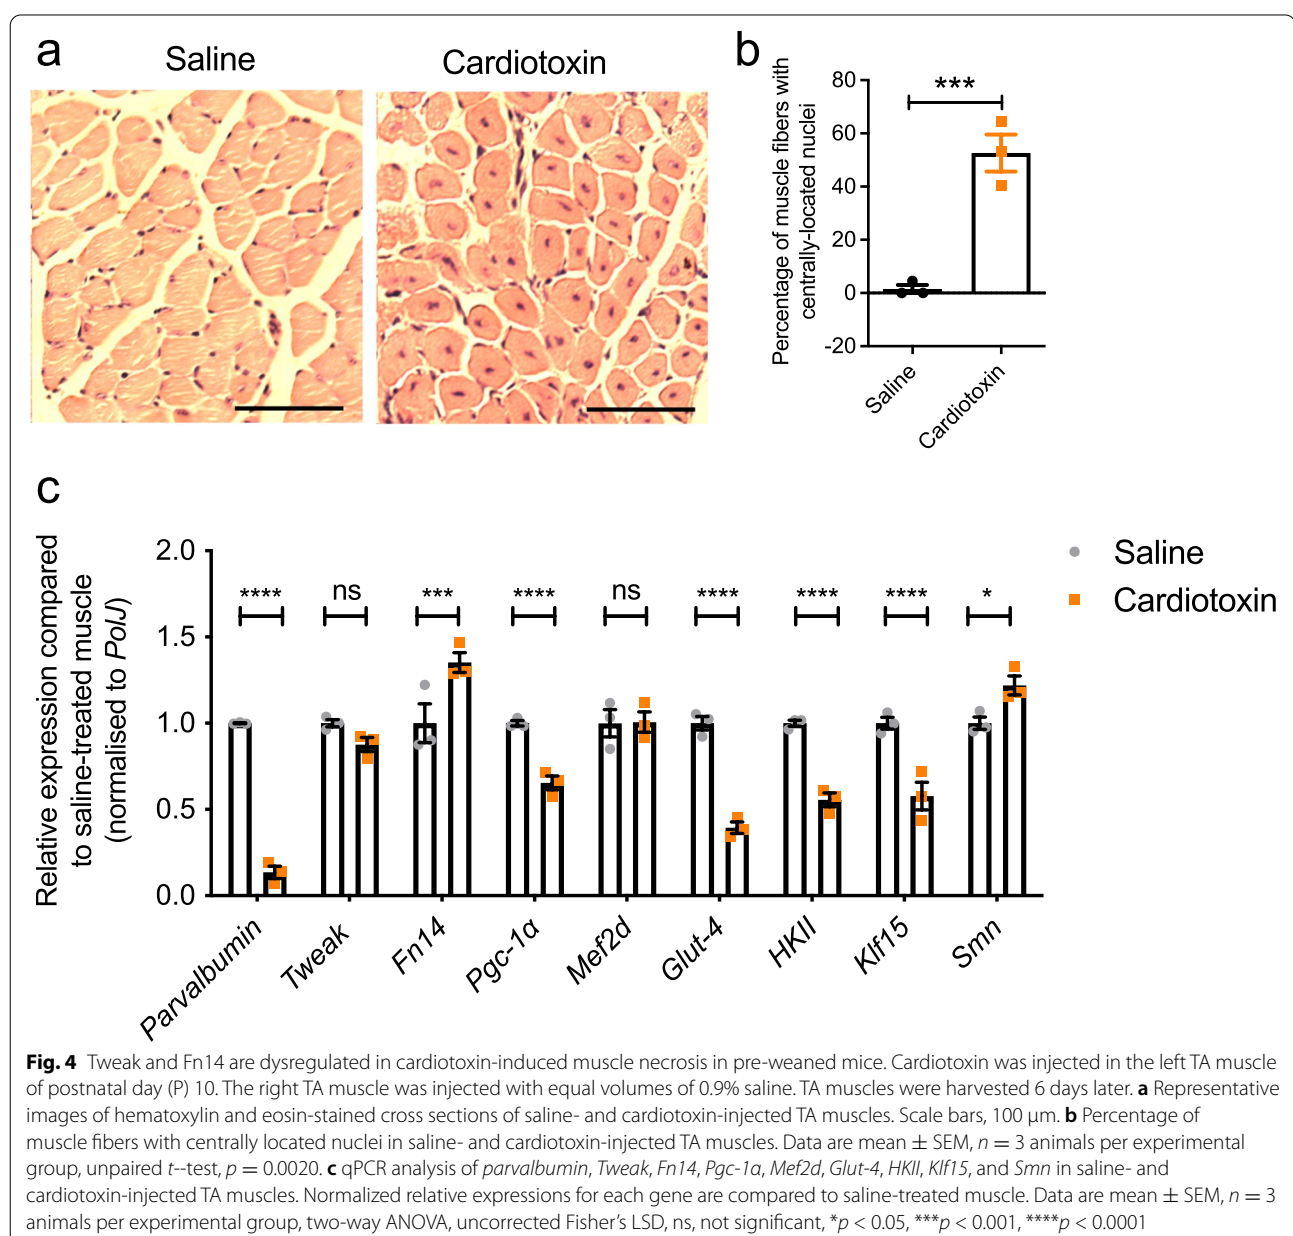 a
Saline
Cardiotoxin
b
Percentage of muscle fibers with
centrally-located nuclei
80
60
40
20
0
-20
***
Saline
Cardiotoxin
c
Relative expression compared
to saline-treated muscle
(normalised to PolJ)
2.0
1.5
1.0
0.5
0.0
****
ns
***
****
ns
****
****
****
*
Saline
Cardiotoxin
Parvalbumin
Tweak
Fn14
Pgc-1α
Mef2d
Glut-4
HKII
Klf15
Smn
Fig. 4 Tweak and Fn14 are dysregulated in cardiotoxin-induced muscle necrosis in pre-weaned mice. Cardiotoxin was injected in the left TA muscle
of postnatal day (P) 10. The right TA muscle was injected with equal volumes of 0.9% saline. TA muscles were harvested 6 days later. a Representative
images of hematoxylin and eosin-stained cross sections of saline- and cardiotoxin-injected TA muscles. Scale bars, 100 μm. b Percentage of
muscle fibers with centrally located nuclei in saline- and cardiotoxin-injected TA muscles. Data are mean ± SEM, n = 3 animals per experimental
group, unpaired t--test, p = 0.0020. c qPCR analysis of parvalbumin, Tweak, Fn14, Pgc-1α, Mef2d, Glut-4, HKII, Klf15, and Smn in saline- and
cardiotoxin-injected TA muscles. Normalized relative expressions for each gene are compared to saline-treated muscle. Data are mean ± SEM, n = 3
animals per experimental group, two-way ANOVA, uncorrected Fisher's LSD, ns, not significant, *p < 0.05, ***p < 0.001, ****p < 0.0001